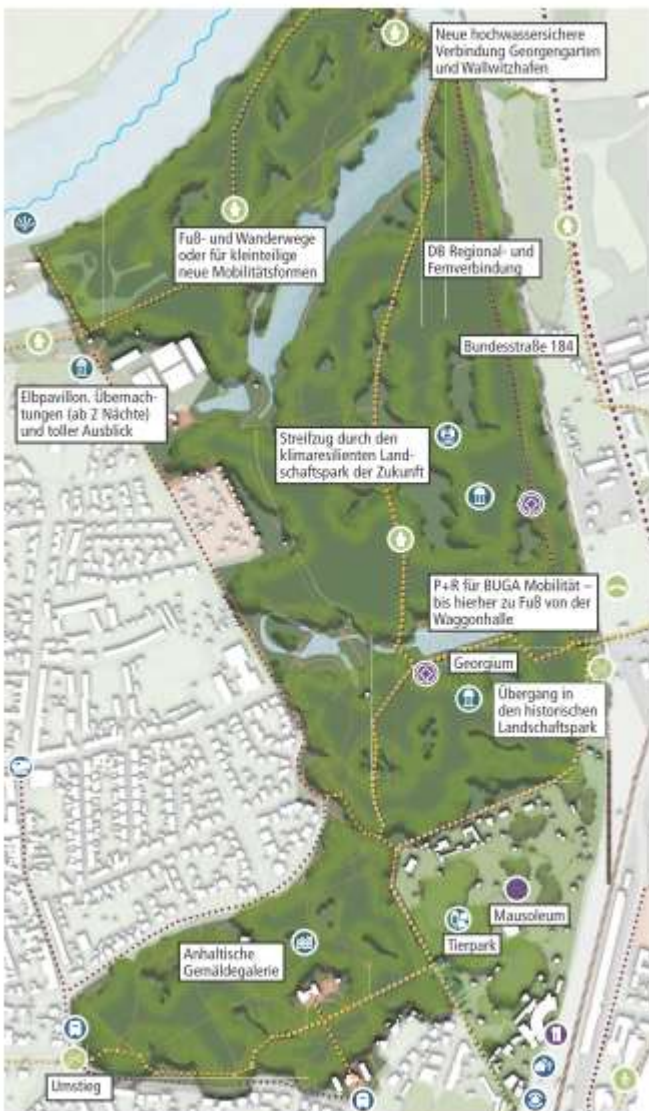 Neue hochwassersichere
Verbindung Georgengarten
und Wallwitzhafen
Fuß- und Wanderwege
oder für kleinteilige
neue Mobilitätsformen
DB Regional- und
Fernverbindung
Bundesstraße 184
Elbpavillon. Übernach-
tungen (ab 2 Nächte)
und toller Ausblick
Streifzug durch den
klimaresilienten Land-
schaftspark der Zukunft
P+R für BUGA Mobilität –
bis hierher zu Fuß von der
Waggonhalle
Georgium
Übergang in
den historischen
Landschaftspark
Mausoleum
Tierpark
Anhaltische
Gemäldegalerie
Umstieg